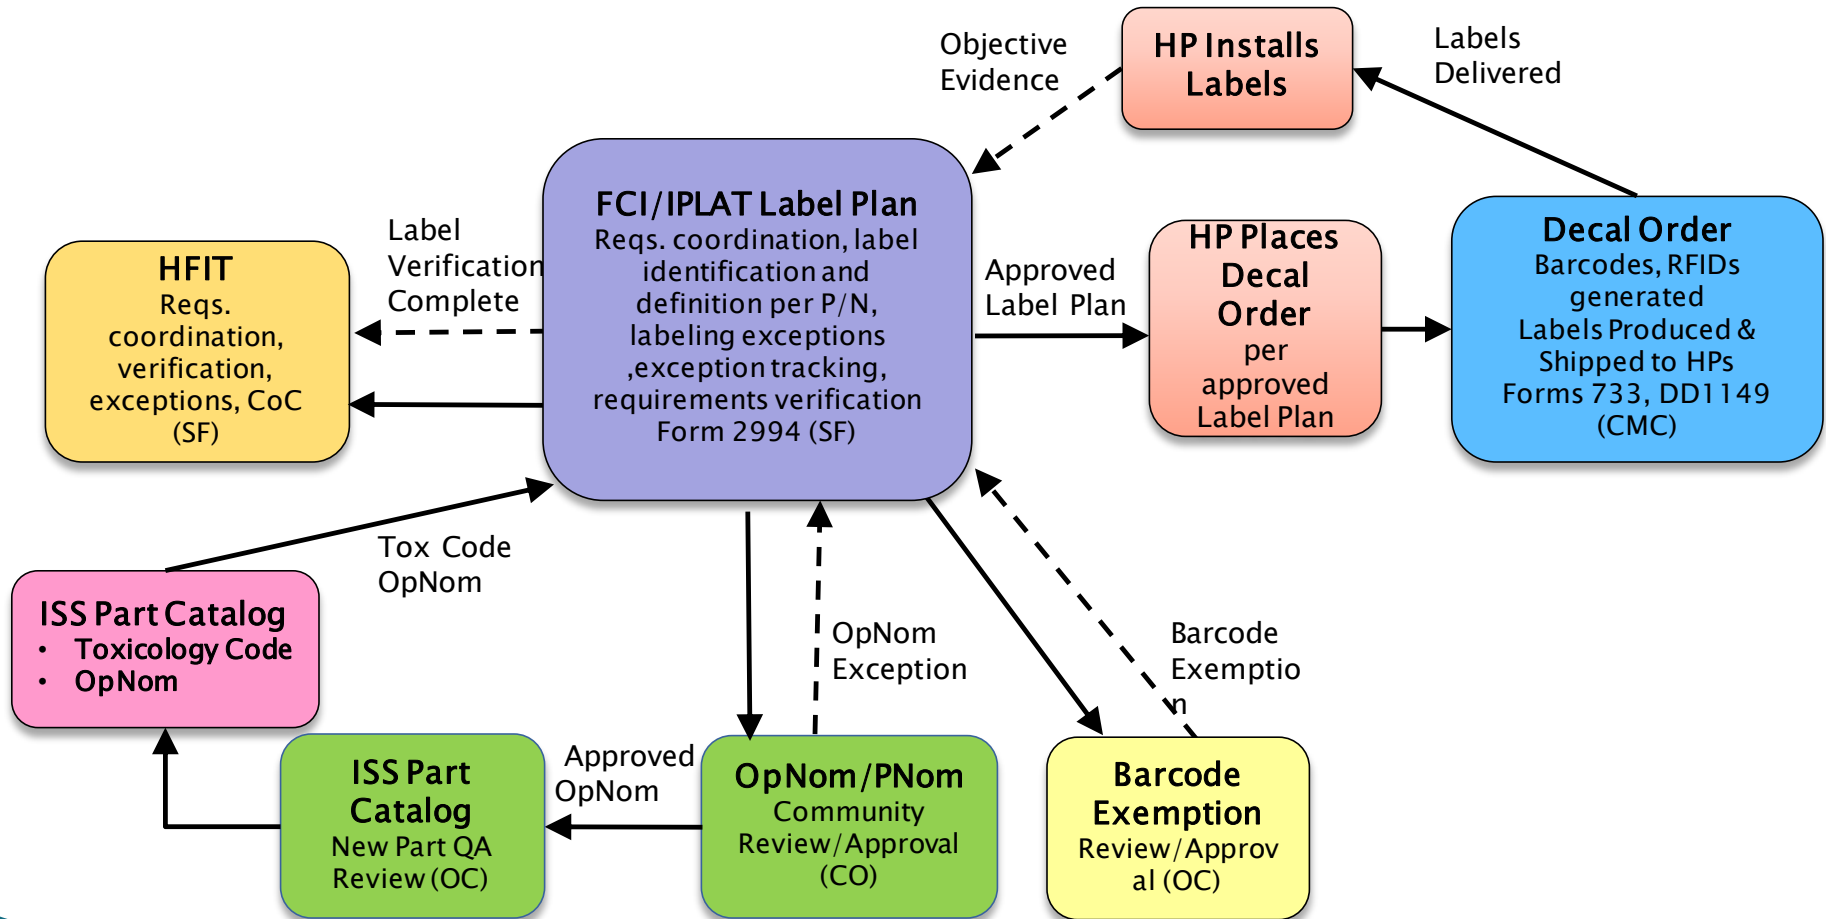 Objective
Evidence
HP Installs
Labels
Labels
Delivered
FCI/IPLAT Label Plan
Reqs. coordination, label
identification and
definition per P/N,
labeling exceptions
,exception tracking,
requirements verification
Form 2994 (SF)
Label
Verification
Complete
HFIT
Reqs.
coordination,
verification,
exceptions, CoC
(SF)
Approved
Label Plan
HP Places
Decal
Order
per
approved
Label Plan
Decal Order
Barcodes, RFIDs
generated
Labels Produced &
Shipped to HPs
Forms 733, DD1149
(CMC)
Tox Code
OpNom
ISS Part Catalog
• Toxicology Code
• OpNom
OpNom
Exception
Barcode
Exemptio
n
ISS Part
Catalog
New Part QA
Review (OC)
Approved
OpNom
OpNom/PNom
Community
Review/Approval
(CO)
Barcode
Exemption
Review/Approv
al (OC)